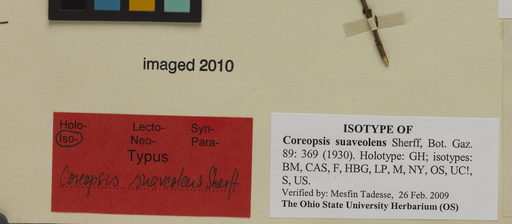 imaged 2010
Holo- Lecto- Syn-
Iso- Neo- Para-
Typus
Coreopsis suaveolens Sherff
ISOTYPE OF
Coreopsis suaveolens Sherff, Bot. Gaz.
89: 369 (1930). Holotype: GH; isotypes:
BM, CAS, F, HBG, LP, M, NY, OS, UC!,
S, US.
Verified by: Mesfin Tadesse, 26 Feb. 2009
The Ohio State University Herbarium (OS)